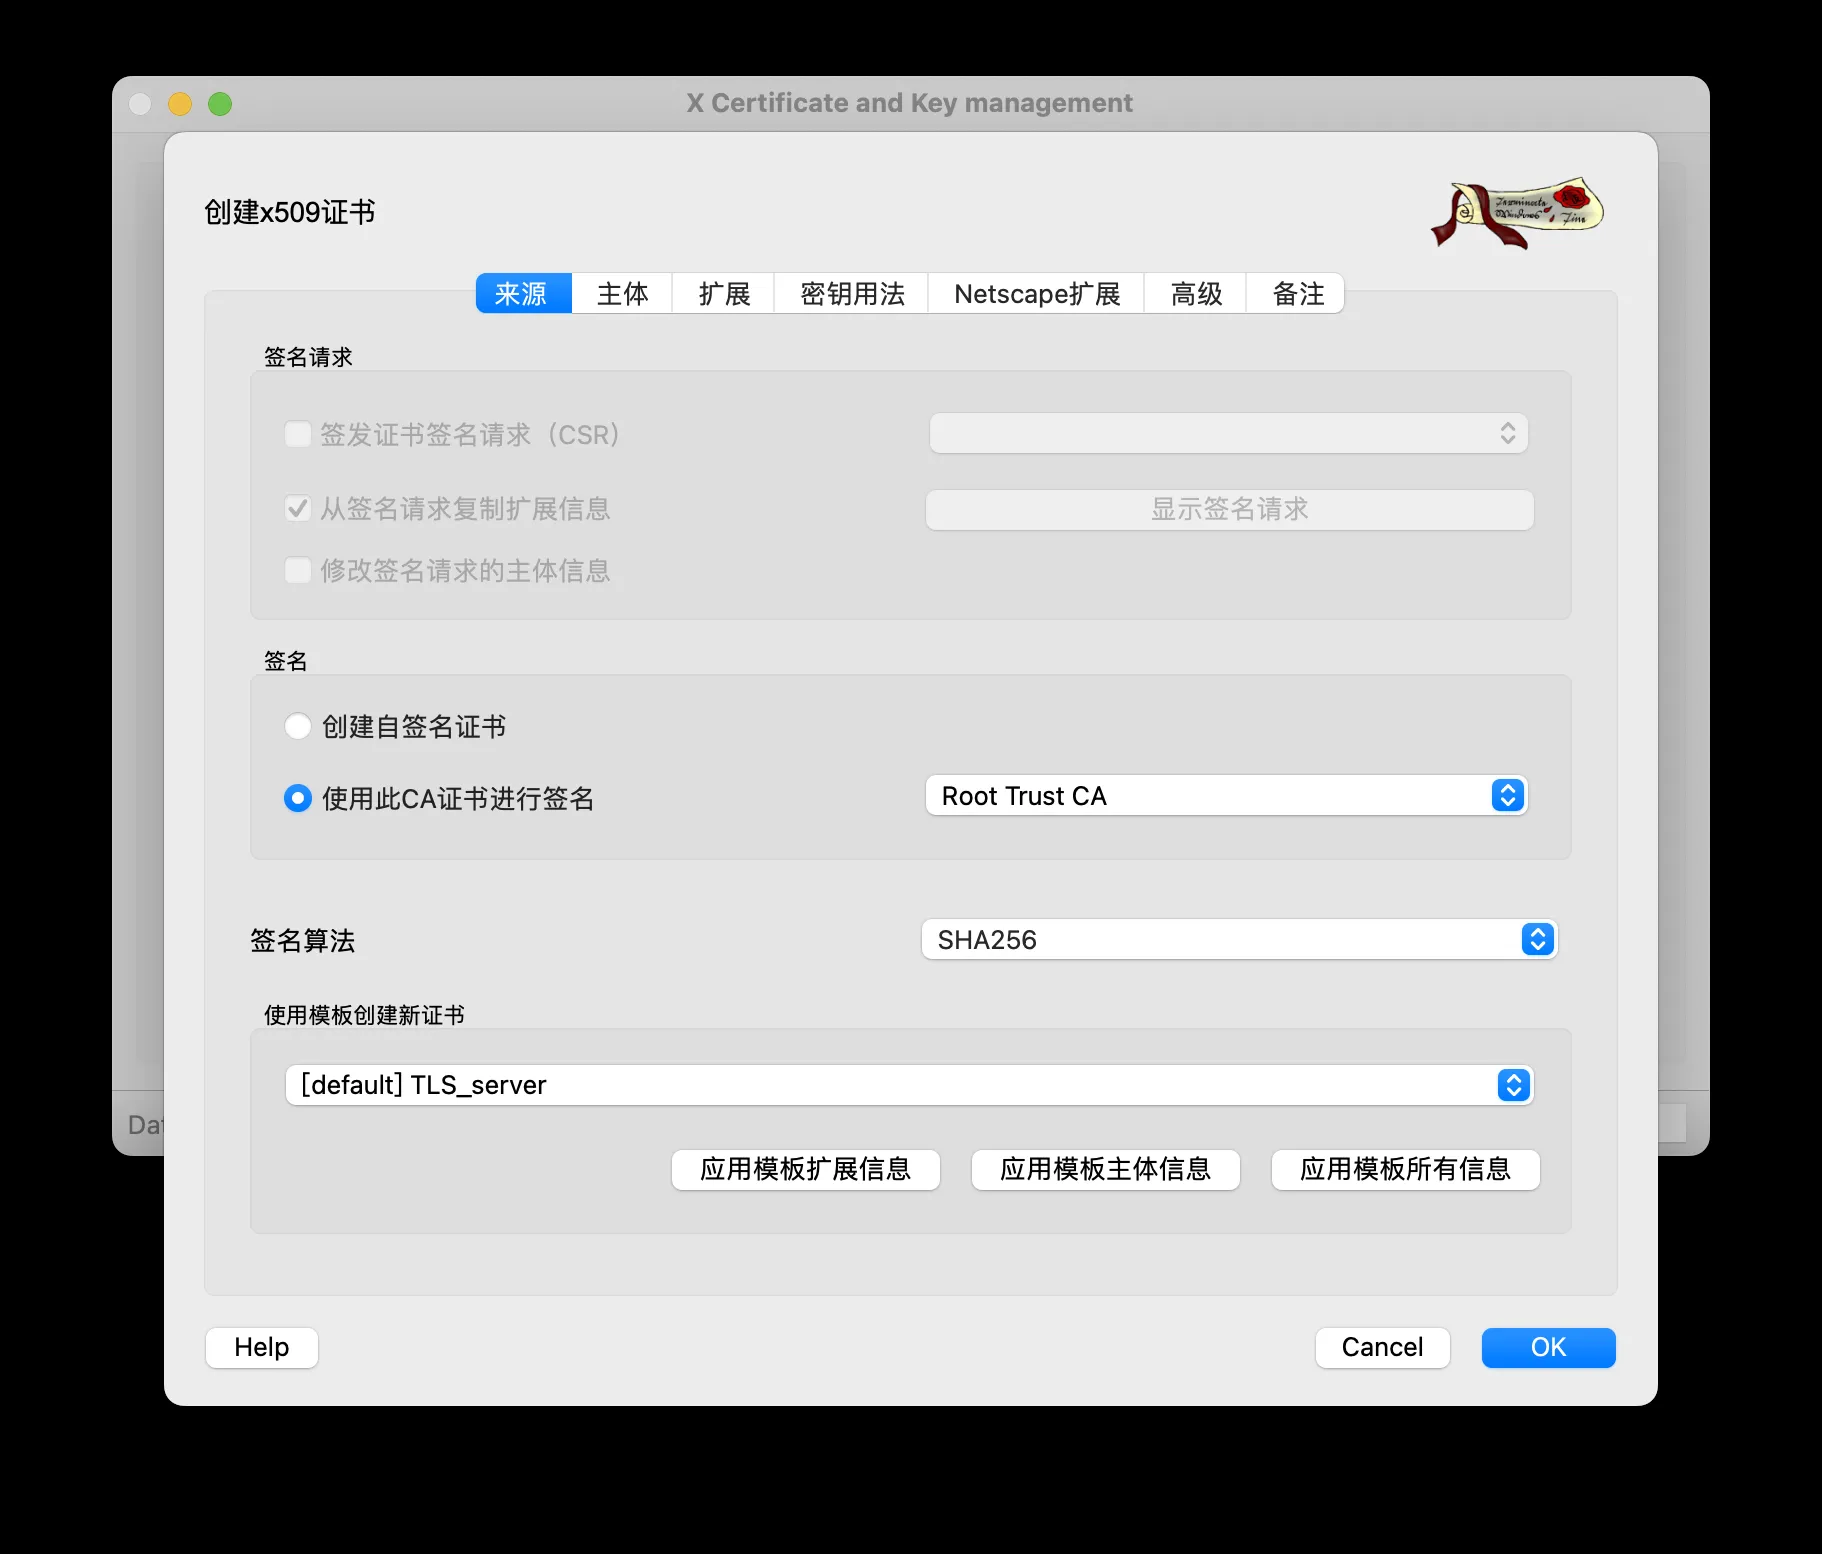 X Certificate and Key management
创建x509证书
来源 主体 扩展 密钥用法 Netscape扩展 高级 备注
签名请求
签发证书签名请求（CSR）
从签名请求复制扩展信息 显示签名请求
修改签名请求的主体信息
签名
创建自签名证书
使用此CA证书进行签名 Root Trust CA
签名算法 SHA256
使用模板创建新证书
[default] TLS_server
应用模板扩展信息 应用模板主体信息 应用模板所有信息
Help Cancel OK